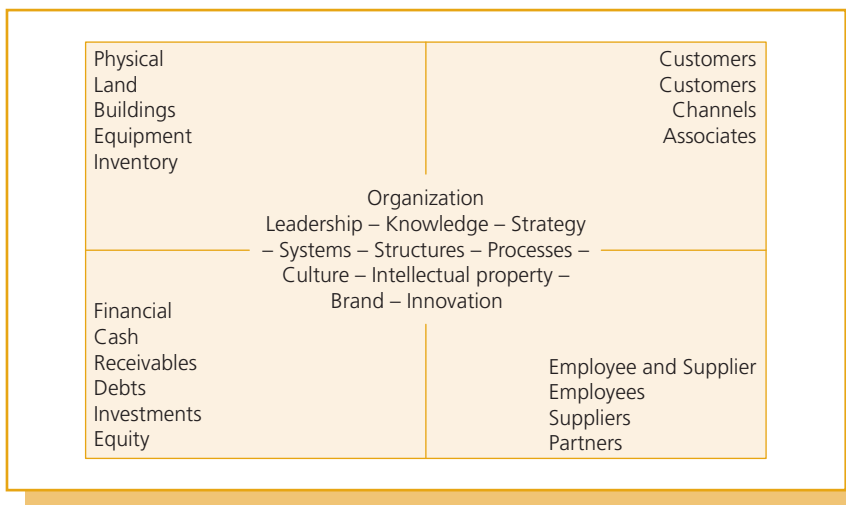 Physical
Land
Buildings
Equipment
Inventory
Customers
Customers
Channels
Associates
Organization
Leadership – Knowledge – Strategy
– Systems – Structures – Processes –
Culture – Intellectual property –
Brand – Innovation
Financial
Cash
Receivables
Debts
Investments
Equity
Employee and Supplier
Employees
Suppliers
Partners